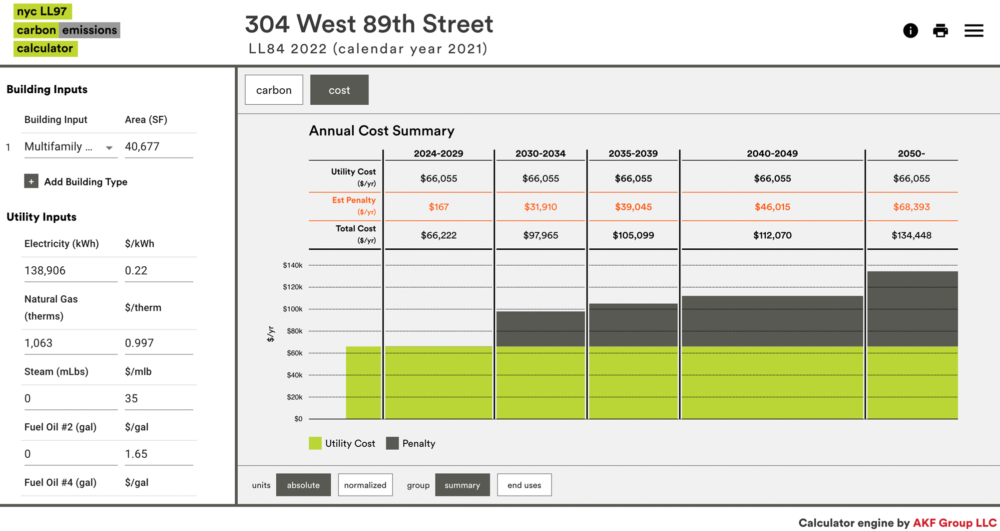 nyc LL97
carbon emissions
calculator
304 West 89th Street
LL84 2022 (calendar year 2021)
Building Inputs
Building Input Area (SF)
1 Multifamily ... 40,677
+ Add Building Type
Utility Inputs
Electricity (kWh) $/kWh
138,906 0.22
Natural Gas
(therms) $/therm
1,063 0.997
Steam (mLbs) $/mlb
0 35
Fuel Oil #2 (gal) $/gal
0 1.65
Fuel Oil #4 (gal) $/gal
carbon cost
Annual Cost Summary
2024-2029 2030-2034 2035-2039 2040-2049 2050-
Utility Cost
($/yr) $66,055 $66,055 $66,055 $66,055 $66,055
Est Penalty
($/yr) $167 $31,910 $39,045 $46,015 $68,393
Total Cost
($/yr) $66,222 $97,965 $105,099 $112,070 $134,448
$140k
$120k
$100k
$80k
$60k
$40k
$20k
$0
$/yr
Utility Cost Penalty
units absolute normalized group summary end uses
Calculator engine by AKF Group LLC